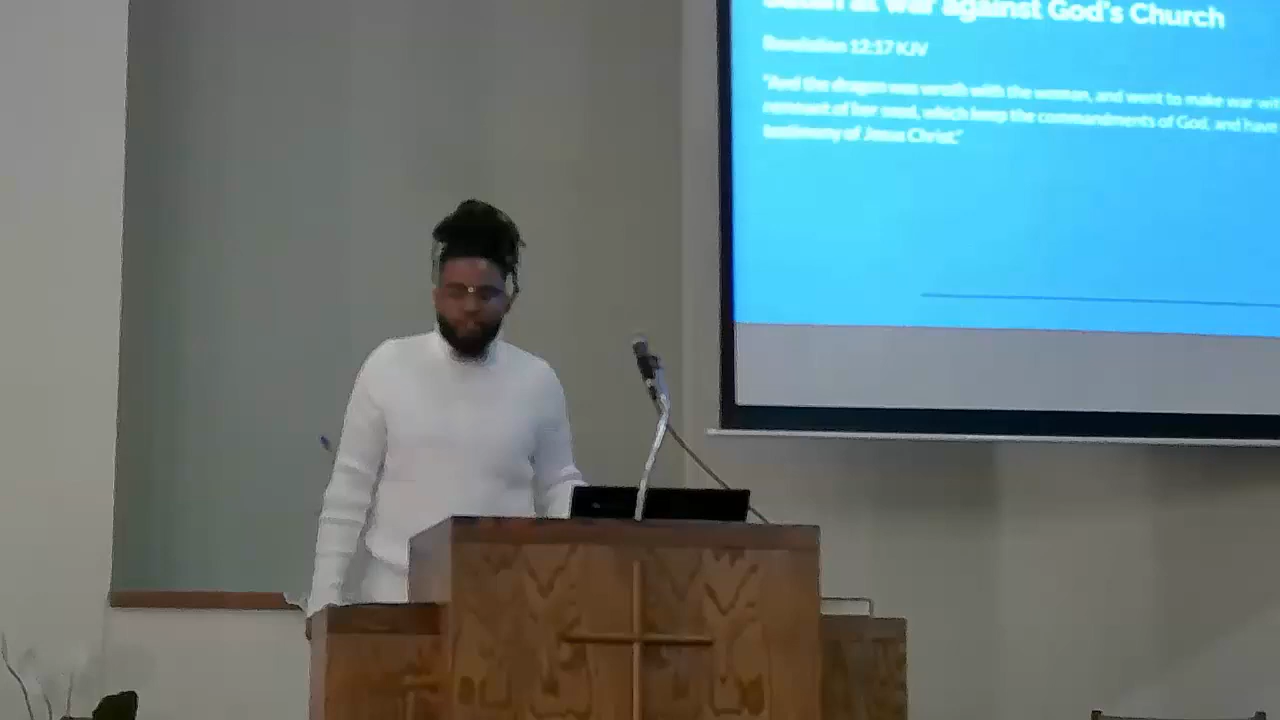 Satan at war against God's Church
Revelation 12:17 KJV
"And the dragon was wroth with the woman, and went to make war wit
remnant of her seed, which keep the commandments of God, and have
testimony of Jesus Christ."